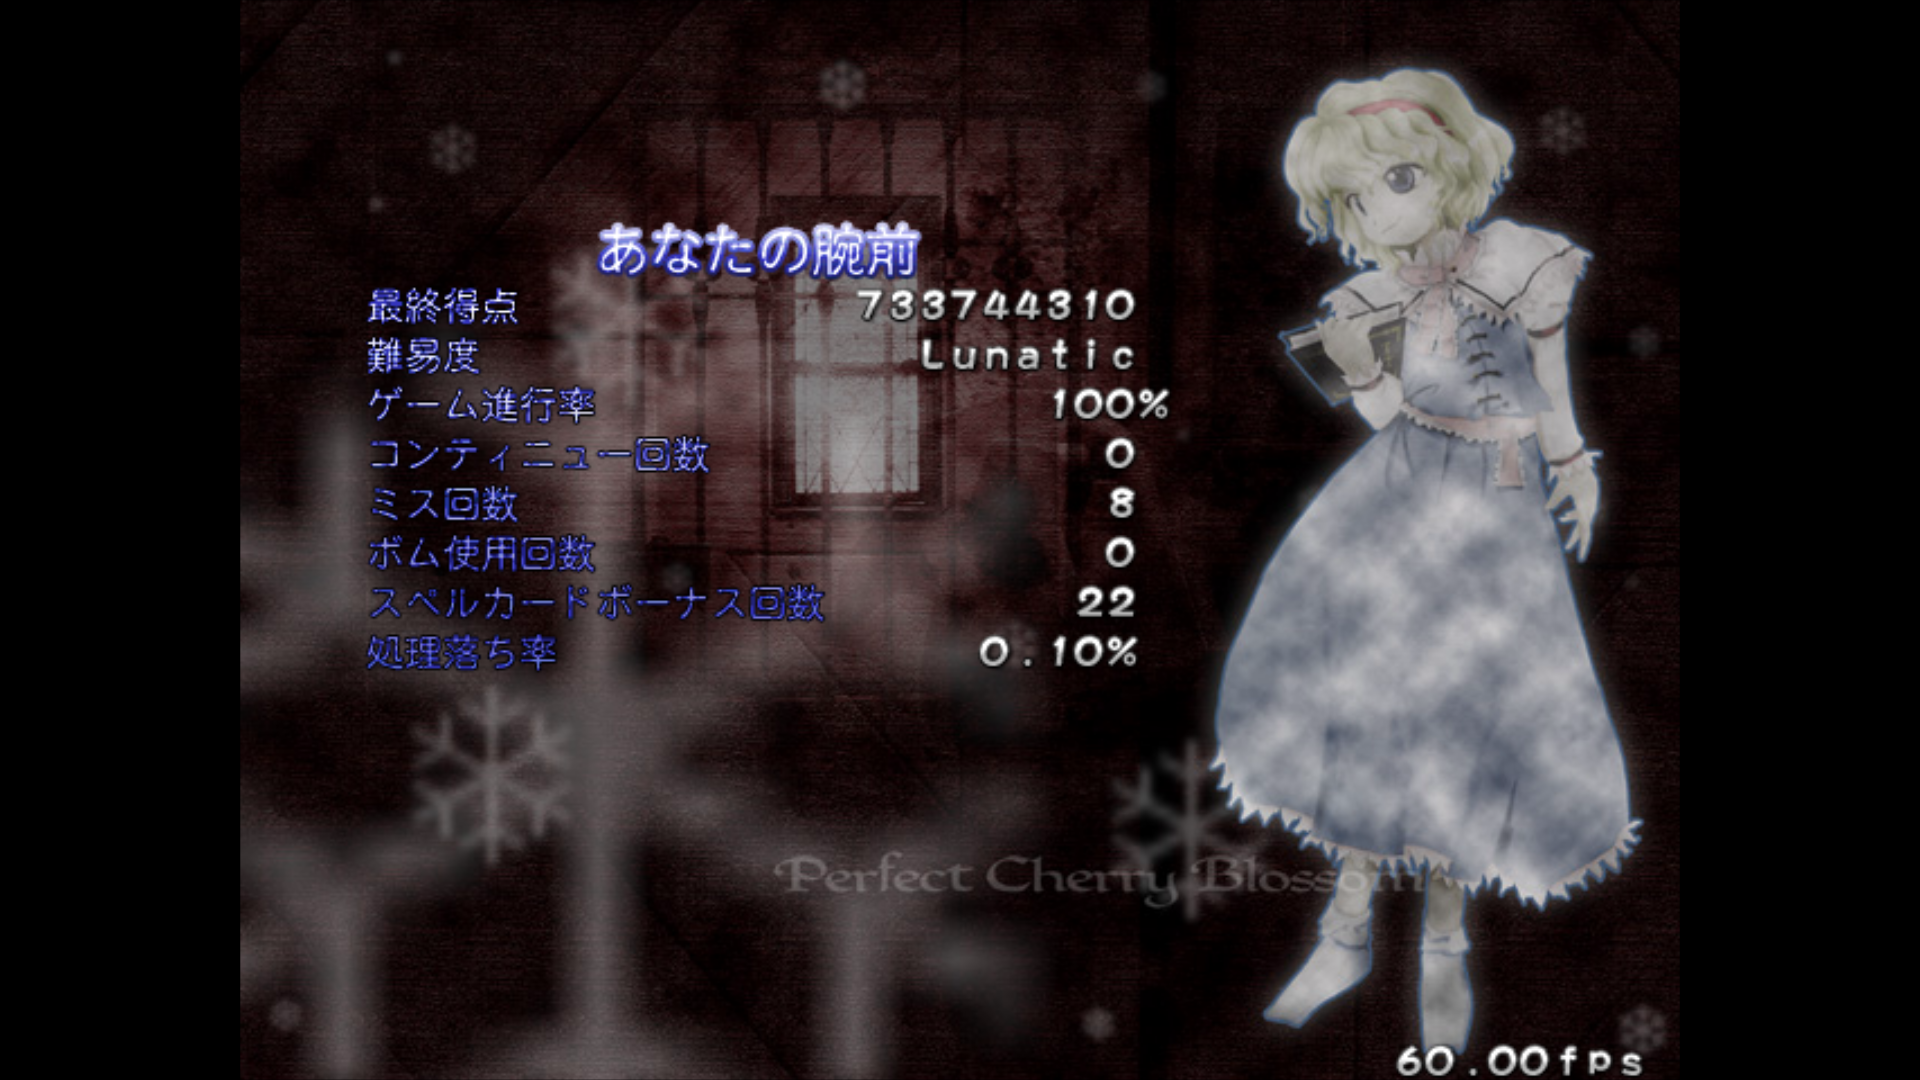 あなたの腕前
最終得点 733744310
難易度 Lunatic
ゲーム進行率 100%
コンティニュー回数 0
ミス回数 8
ボム使用回数 0
スペルカードボーナス回数 22
処理落ち率 0.10%
Perfect Cherry Blossom
60.00fps